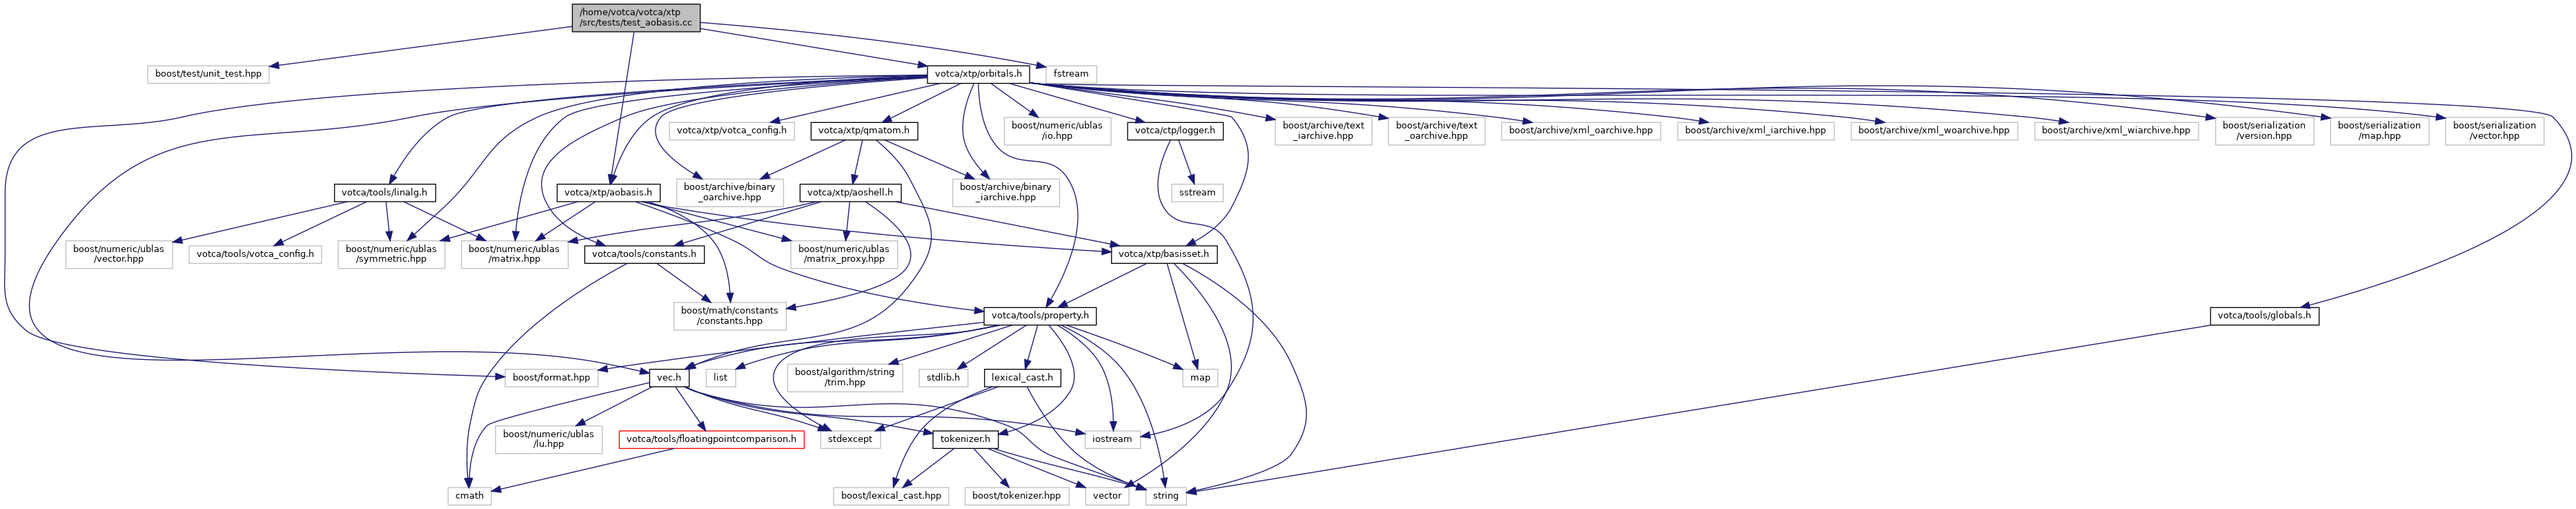 /home/votca/votca/xtp
/src/tests/test_aobasis.cc
boost/test/unit_test.hpp
votca/xtp/orbitals.h
fstream
votca/xtp/votca_config.h
votca/xtp/qmatom.h
boost/numeric/ublas
/io.hpp
votca/ctp/logger.h
boost/archive/text
_iarchive.hpp
boost/archive/text
_oarchive.hpp
boost/archive/xml_oarchive.hpp
boost/archive/xml_iarchive.hpp
boost/archive/xml_woarchive.hpp
boost/archive/xml_wiarchive.hpp
boost/serialization
/version.hpp
boost/serialization
/map.hpp
boost/serialization
/vector.hpp
votca/tools/linalg.h
votca/xtp/aobasis.h
boost/archive/binary
_oarchive.hpp
votca/xtp/aoshell.h
boost/archive/binary
_iarchive.hpp
sstream
boost/numeric/ublas
/vector.hpp
votca/tools/votca_config.h
boost/numeric/ublas
/symmetric.hpp
boost/numeric/ublas
/matrix.hpp
votca/tools/constants.h
boost/numeric/ublas
/matrix_proxy.hpp
votca/xtp/basisset.h
boost/math/constants
/constants.hpp
votca/tools/property.h
votca/tools/globals.h
boost/format.hpp
vec.h
list
boost/algorithm/string
/trim.hpp
stdlib.h
lexical_cast.h
map
boost/numeric/ublas
/lu.hpp
votca/tools/floatingpointcomparison.h
stdexcept
tokenizer.h
iostream
cmath
boost/lexical_cast.hpp
boost/tokenizer.hpp
vector
string